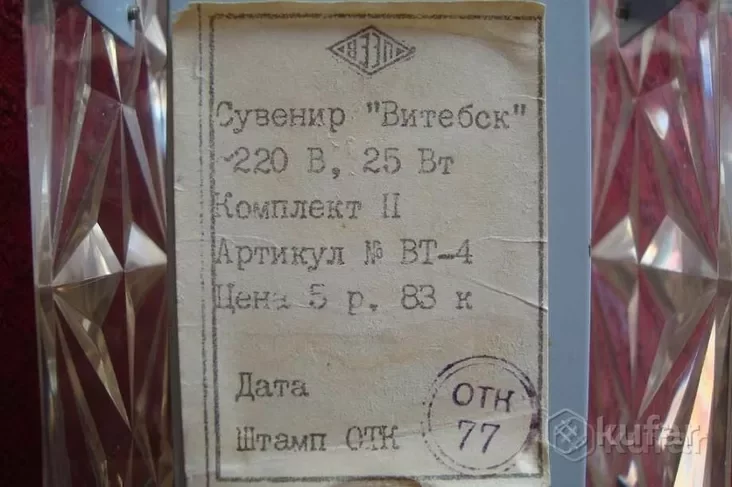 Сувенир "Витебск"
~220 В, 25 Вт
Комплект II
Артикул № ВТ-4
Цена 5 р. 83 к
Дата
Штамп ОТК
ОТК
77
kufar